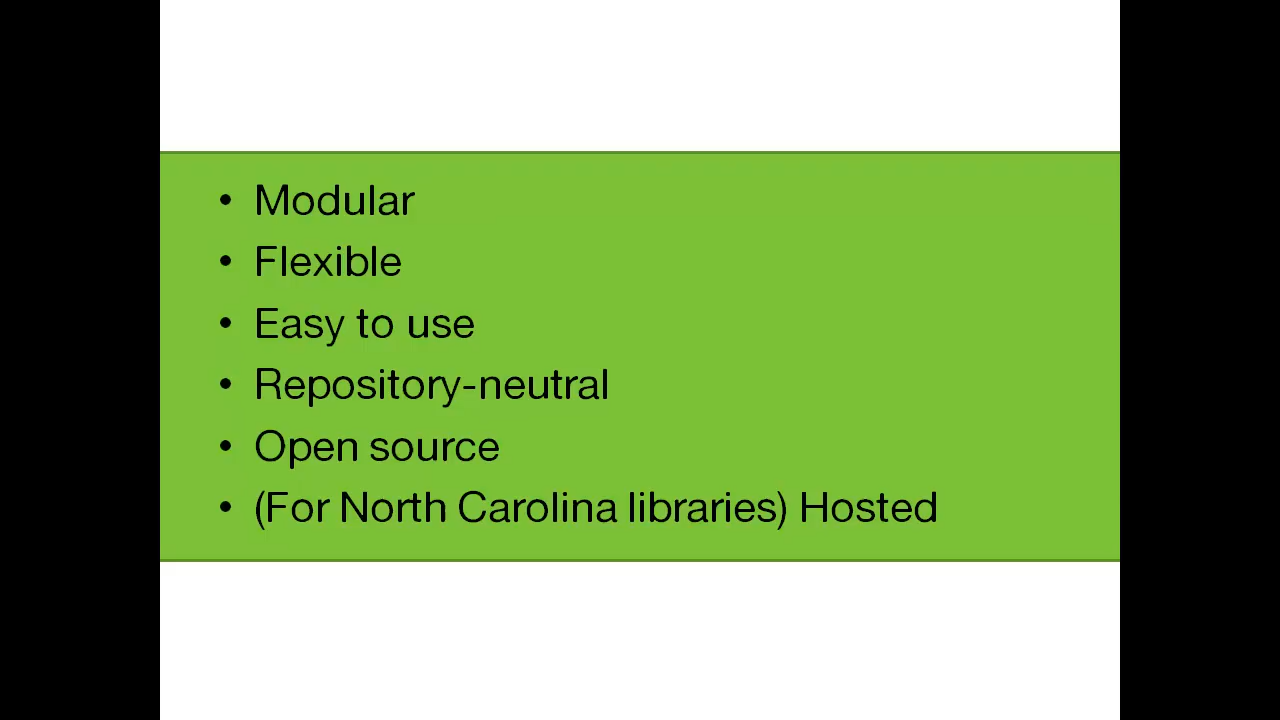 • Modular
• Flexible
• Easy to use
• Repository-neutral
• Open source
• (For North Carolina libraries) Hosted